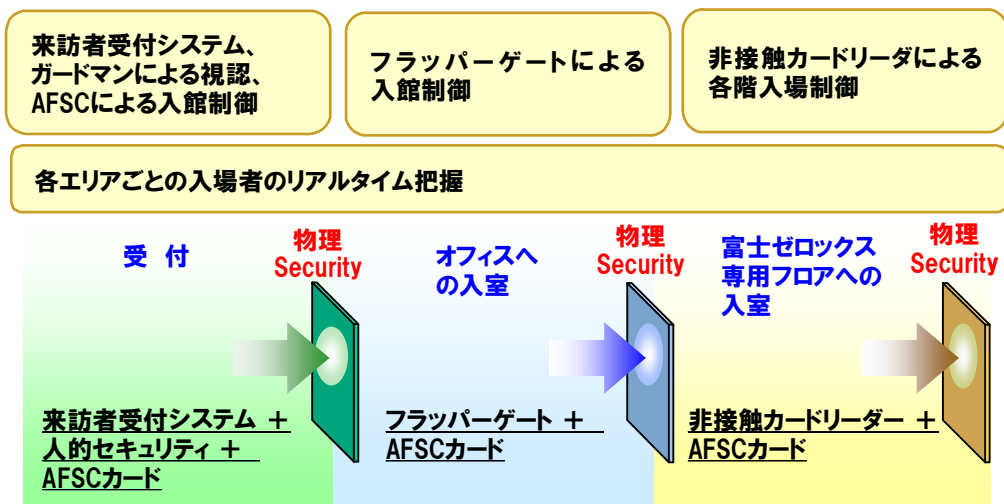 来訪者受付システム、
ガードマンによる視認、
AFSCによる入館制御
フラッパーゲートによる
入館制御
非接触カードリーダによる
各階入場制御
各エリアごとの入場者のリアルタイム把握
受 付
物理
Security
オフィスへ
の入室
物理
Security
富士ゼロックス
専用フロアへの
入室
物理
Security
来訪者受付システム +
人的セキュリティ +
AFSCカード
フラッパーゲート +
AFSCカード
非接触カードリーダー +
AFSCカード